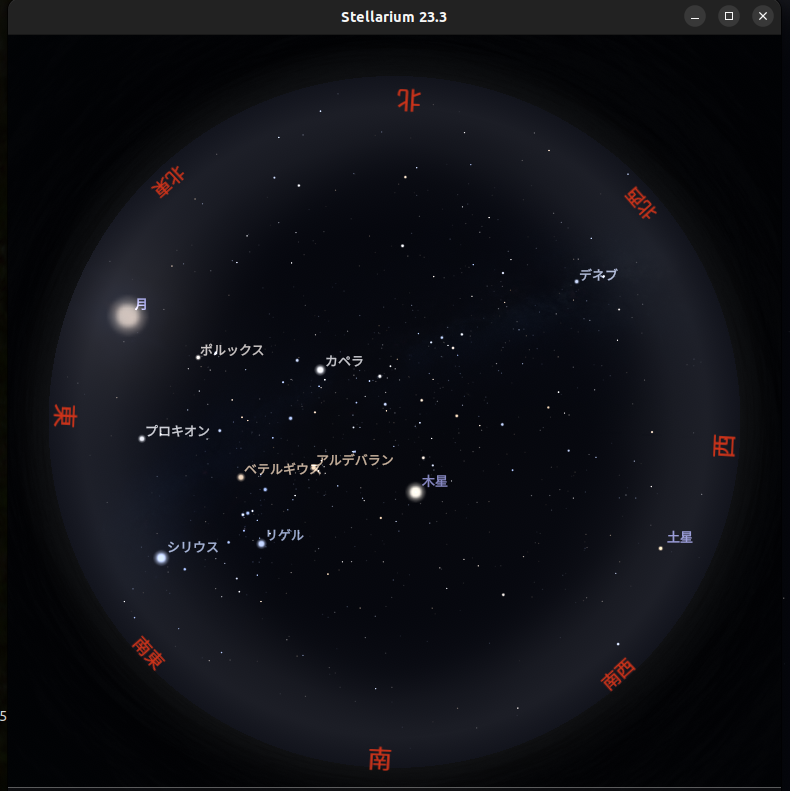 Stellarium 23.3
北
北東
北西
デネブ
月
ポルックス
カペラ
東
プロキオン
西
アルデバラン
ベテルギウス
木星
土星
シリウス
リゲル
南東
南西
5
南